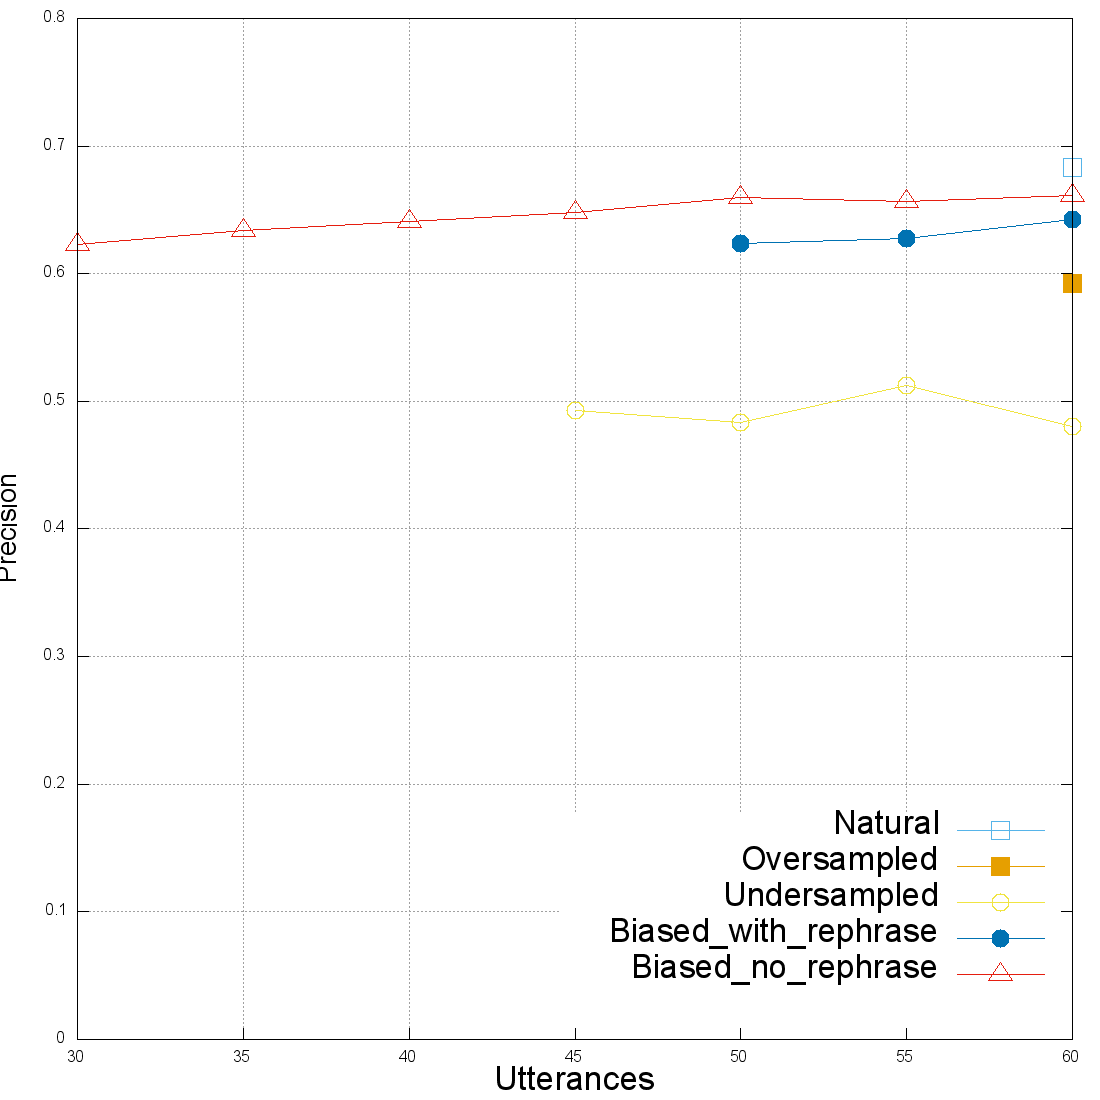 0.8
0.7
0.6
0.5
0.4
0.3
0.2
0.1
0
Precision
Natural
Oversampled
Undersampled
Biased_with_rephrase
Biased_no_rephrase
30 35 40 45 50 55 60
Utterances